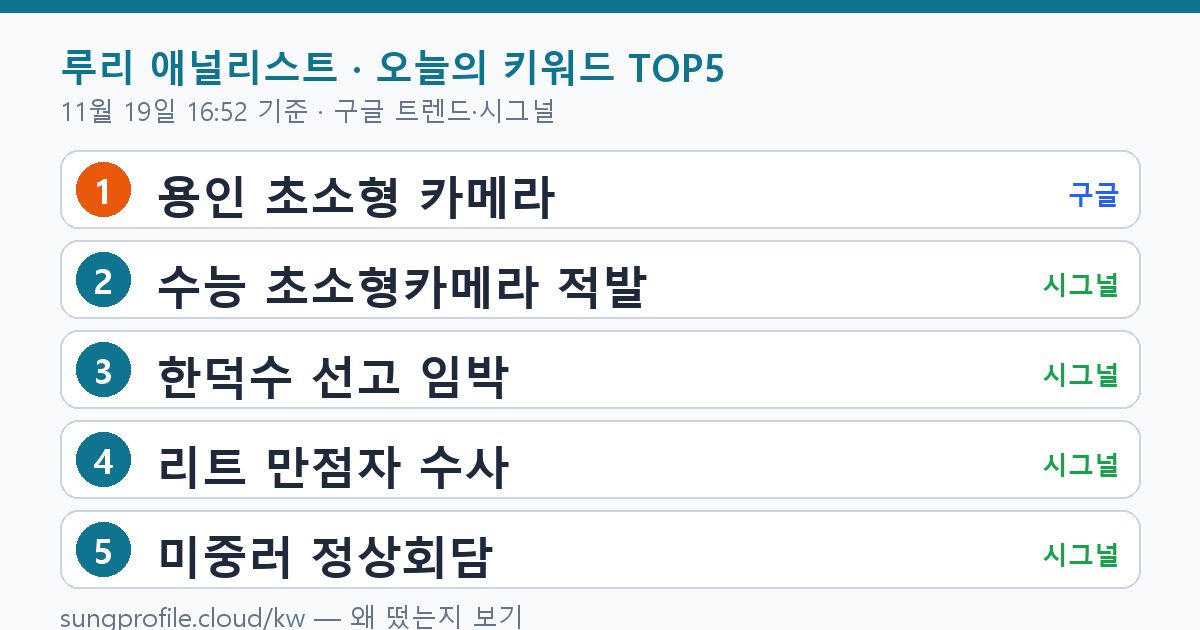 루리 애널리스트 · 오늘의 키워드 TOP5
11월 19일 16:52 기준 · 구글 트렌드·시그널
1 용인 초소형 카메라 구글
2 수능 초소형카메라 적발 시그널
3 한덕수 선고 임박 시그널
4 리트 만점자 수사 시그널
5 미중러 정상회담 시그널
sungprofile.cloud/kw — 왜 떴는지 보기